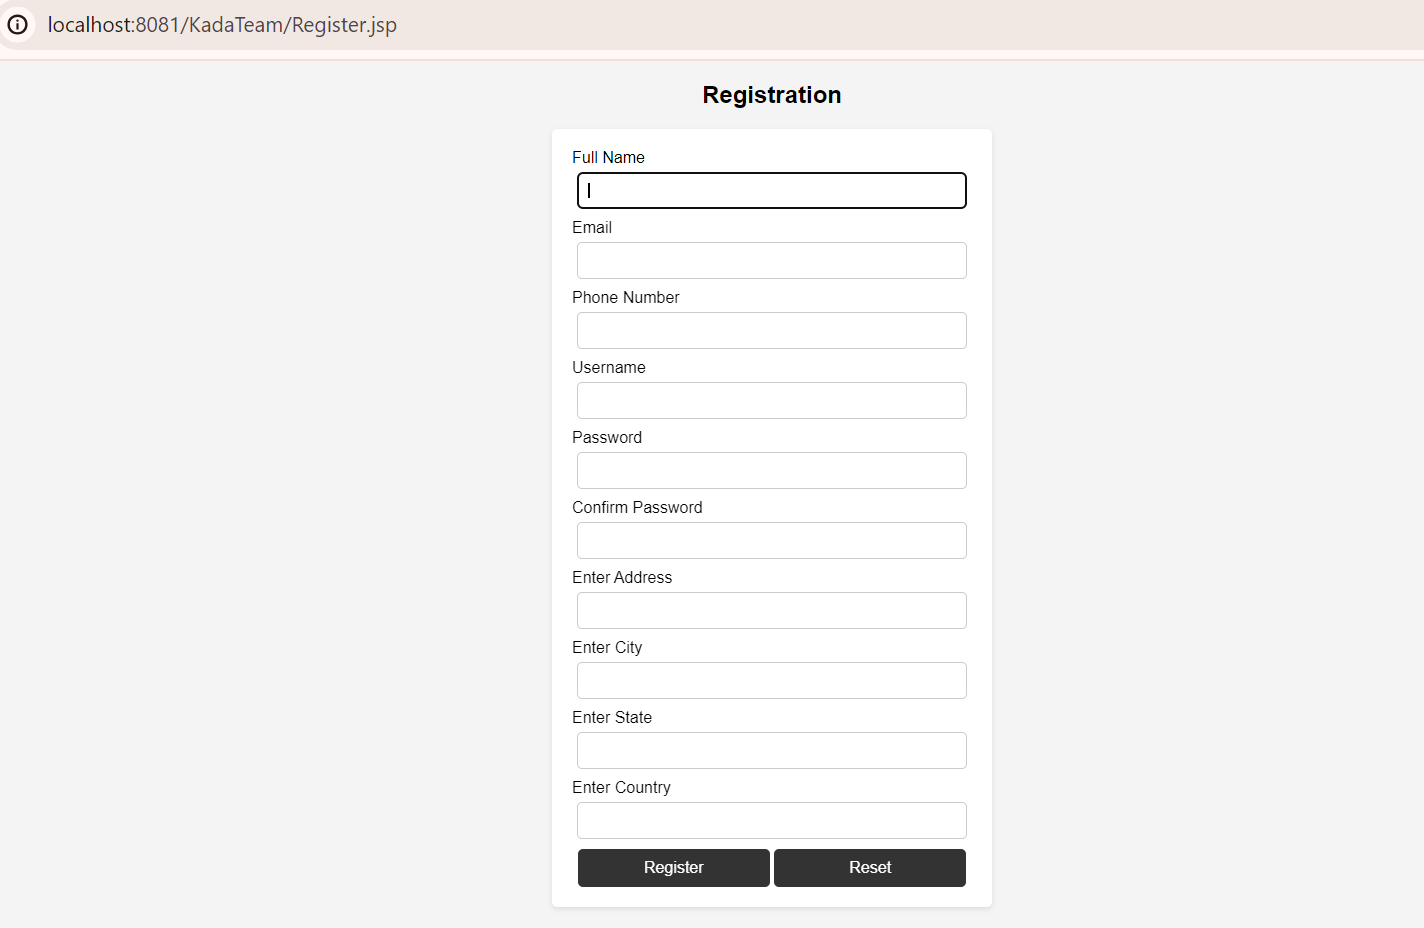 localhost:8081/KadaTeam/Register.jsp
Registration
Full Name
Email
Phone Number
Username
Password
Confirm Password
Enter Address
Enter City
Enter State
Enter Country
Register Reset